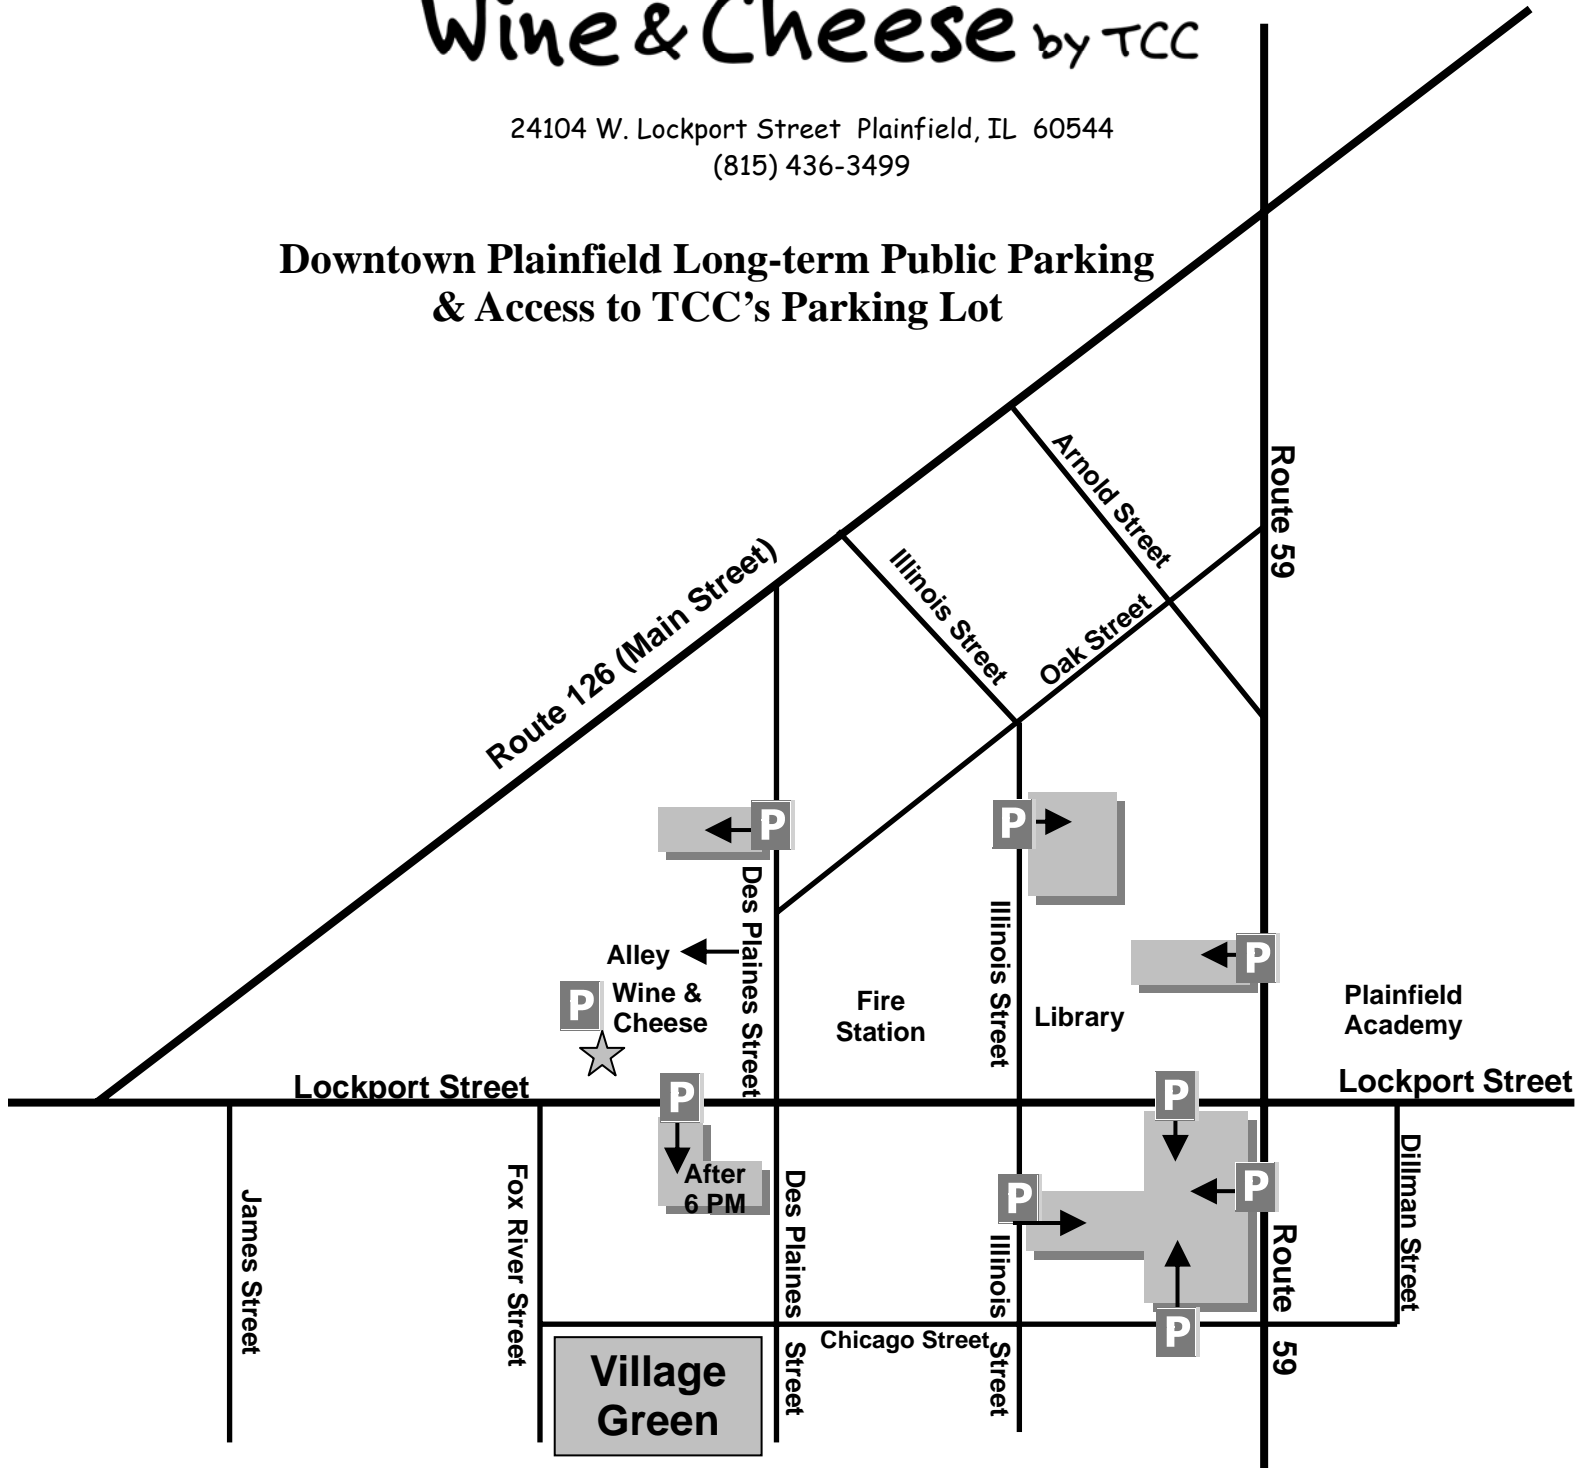 Wine & Cheese by TCC
24104 W. Lockport Street  Plainfield, IL  60544
(815) 436-3499
Downtown Plainfield Long-term Public Parking
& Access to TCC’s Parking Lot
Arnold Street
Route 59
Route 126 (Main Street)
Illinois Street
Oak Street
P
P
Des Plaines Street
Illinois Street
P
Alley
P
Wine &
Cheese
Fire
Station
Library
Plainfield
Academy
Lockport Street
P
P
Lockport Street
After
6 PM
P
P
James Street
Fox River Street
Des Plaines Street
Illinois Street
Route 59
Dillman Street
P
Chicago Street
Village
Green